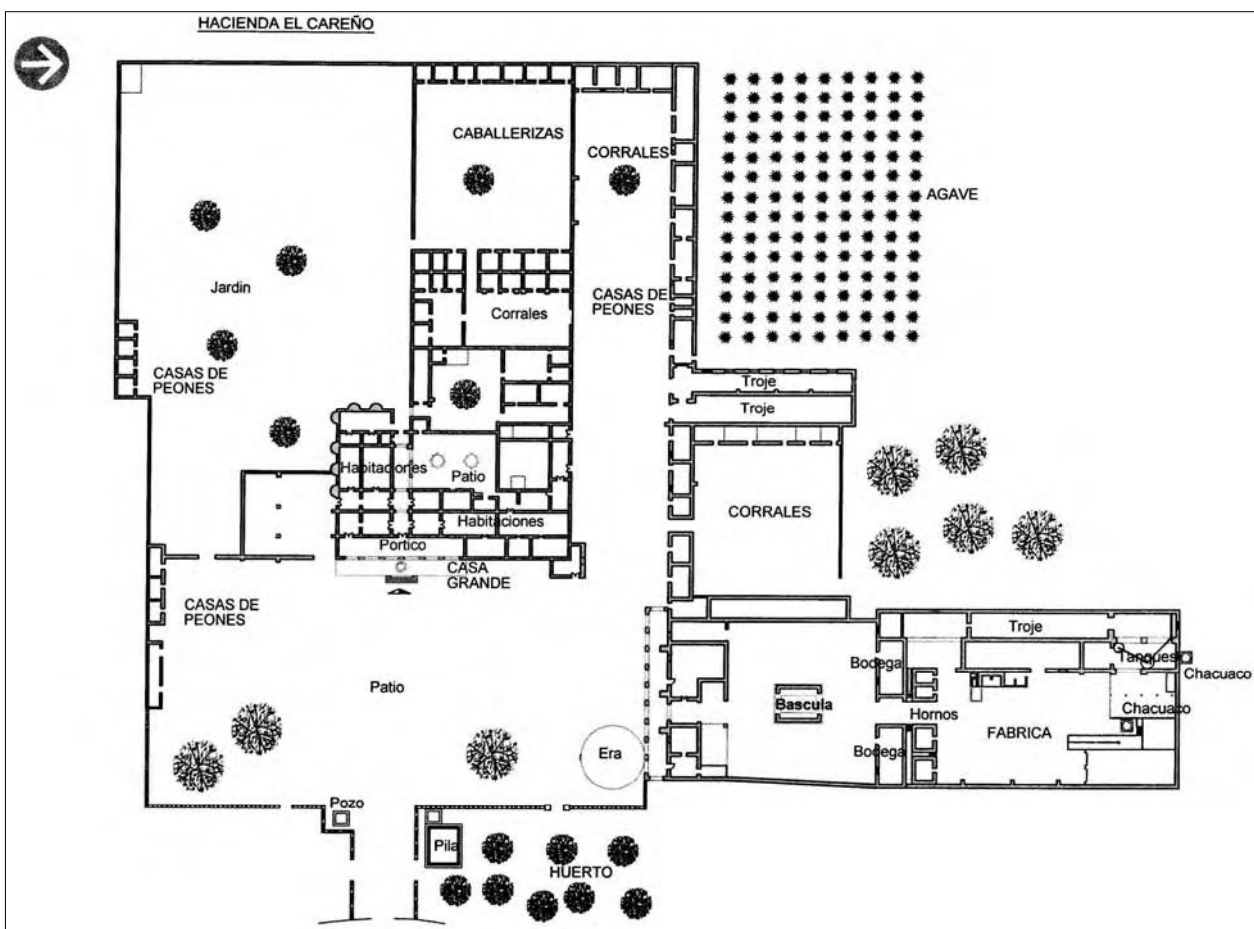 HACIENDA EL CAREÑO
CABALLERIZAS
CORRALES
AGAVE
Jardin
CASAS DE
PEONES
Corrales
CASAS DE
PEONES
Troje
Troje
Habitaciones
Patio
Habitaciones
CORRALES
Portico
CASA
GRANDE
CASAS DE
PEONES
Troje
Tanques
Chacuaco
Bodega
Bascula
Hornos
Chacuaco
FABRICA
Patio
Era
Bodega
Pozo
Pila
HUERTO